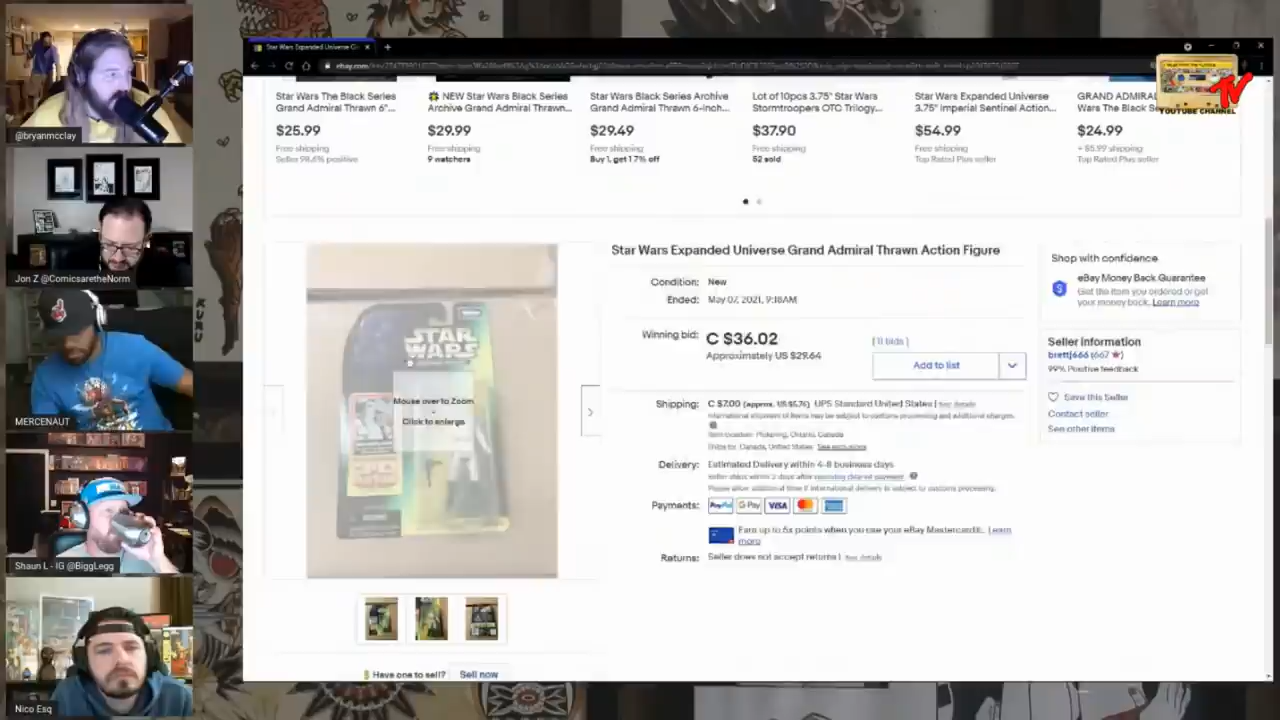 @bryanmcclay
Jon Z @ComicsaretheNorm
MERCENAUT
Shaun L - IG @BiggLegg
Nico Esq
TV
YOUTUBE CHANNEL
Star Wars Expanded Universe G
Star Wars The Black Series
Grand Admiral Thrawn 6"...
$25.99
Free shipping
Seller 98.6% positive
NEW Star Wars Black Series
Archive Grand Admiral Thrawn...
$29.99
Free shipping
9 watchers
Star Wars Black Series Archive
Grand Admiral Thrawn 6-Inch...
$29.49
Free shipping
Buy 1, get 17% off
Lot of 10pcs 3.75" Star Wars
Stormtroopers OTC Trilogy...
$37.90
Free shipping
52 sold
Star Wars Expanded Universe
3.75" Imperial Sentinel Action...
$54.99
Free shipping
Top Rated Plus seller
GRAND ADMIRAL
Wars The Black Se
$24.99
+ $5.99 shipping
Top Rated Plus seller
STAR
WARS
Mouse over to Zoom
-
Click to enlarge
Have one to sell? Sell now
Star Wars Expanded Universe Grand Admiral Thrawn Action Figure
Condition: New
Ended: May 07, 2021, 9:18AM
Winning bid: C $36.02 [ 11 bids ]
Approximately US $29.64
Add to list
Shipping: C $7.00 (approx. US $5.76) UPS Standard United States | See details
International shipment of items may be subject to customs processing and additional charges.
Item location: Pickering, Ontario, Canada
Ships to: Canada, United States See exclusions
Delivery: Estimated Delivery within 4-8 business days
Seller ships within 2 days after receiving cleared payment.
Please allow additional time if international delivery is subject to customs processing.
Payments: PayPal G Pay VISA
Earn up to 5x points when you use your eBay Mastercard®. Learn
more
Returns: Seller does not accept returns | See details
Shop with confidence
eBay Money Back Guarantee
Get the item you ordered or get
your money back. Learn more
Seller information
brettj666 (667 )
99% Positive feedback
Save this Seller
Contact seller
See other items